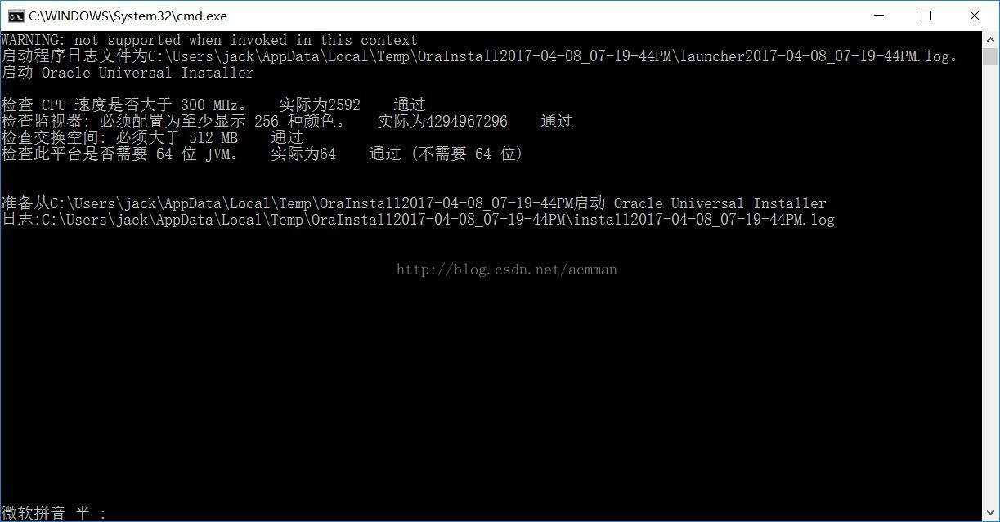 C:\WINDOWS\System32\cmd.exe
WARNING: not supported when invoked in this context
启动程序日志文件为C:\Users\jack\AppData\Local\Temp\OraInstall2017-04-08_07-19-44PM\launcher2017-04-08_07-19-44PM.log。
启动 Oracle Universal Installer
检查 CPU 速度是否大于 300 MHz。 实际为2592 通过
检查监视器: 必须配置为至少显示 256 种颜色。 实际为4294967296 通过
检查交换空间: 必须大于 512 MB 通过
检查此平台是否需要 64 位 JVM。 实际为64 通过 (不需要 64 位)
准备从C:\Users\jack\AppData\Local\Temp\OraInstall2017-04-08_07-19-44PM启动 Oracle Universal Installer
日志:C:\Users\jack\AppData\Local\Temp\OraInstall2017-04-08_07-19-44PM\install2017-04-08_07-19-44PM.log
http://blog.csdn.net/acmman
微软拼音 半 :